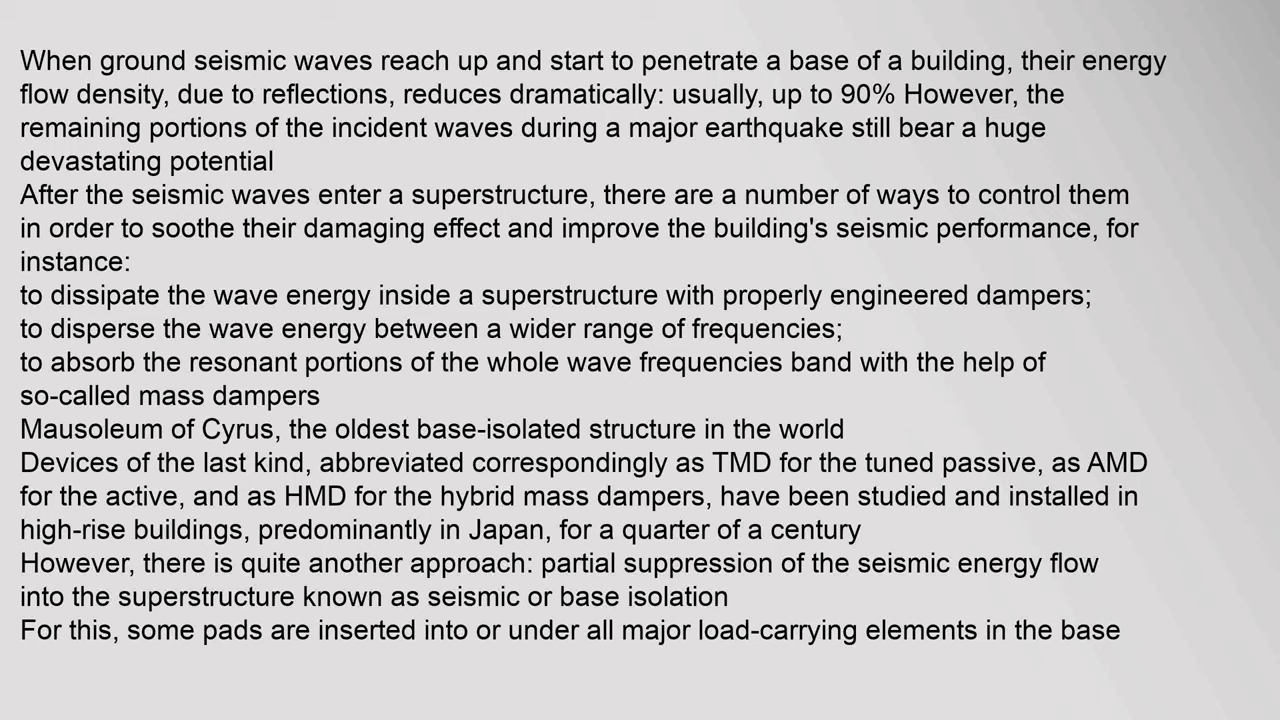 When ground seismic waves reach up and start to penetrate a base of a building, their energy
flow density, due to reflections, reduces dramatically: usually, up to 90% However, the
remaining portions of the incident waves during a major earthquake still bear a huge
devastating potential
After the seismic waves enter a superstructure, there are a number of ways to control them
in order to soothe their damaging effect and improve the building's seismic performance, for
instance:
to dissipate the wave energy inside a superstructure with properly engineered dampers;
to disperse the wave energy between a wider range of frequencies;
to absorb the resonant portions of the whole wave frequencies band with the help of
so-called mass dampers
Mausoleum of Cyrus, the oldest base-isolated structure in the world
Devices of the last kind, abbreviated correspondingly as TMD for the tuned passive, as AMD
for the active, and as HMD for the hybrid mass dampers, have been studied and installed in
high-rise buildings, predominantly in Japan, for a quarter of a century
However, there is quite another approach: partial suppression of the seismic energy flow
into the superstructure known as seismic or base isolation
For this, some pads are inserted into or under all major load-carrying elements in the base